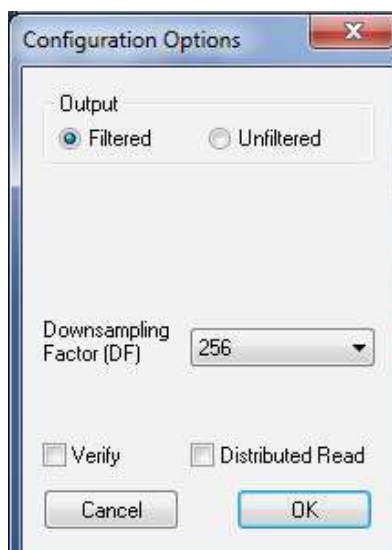 Configuration Options
Output
Filtered
Unfiltered
Downsampling
Factor (DF)
256
Verify
Distributed Read
Cancel
OK